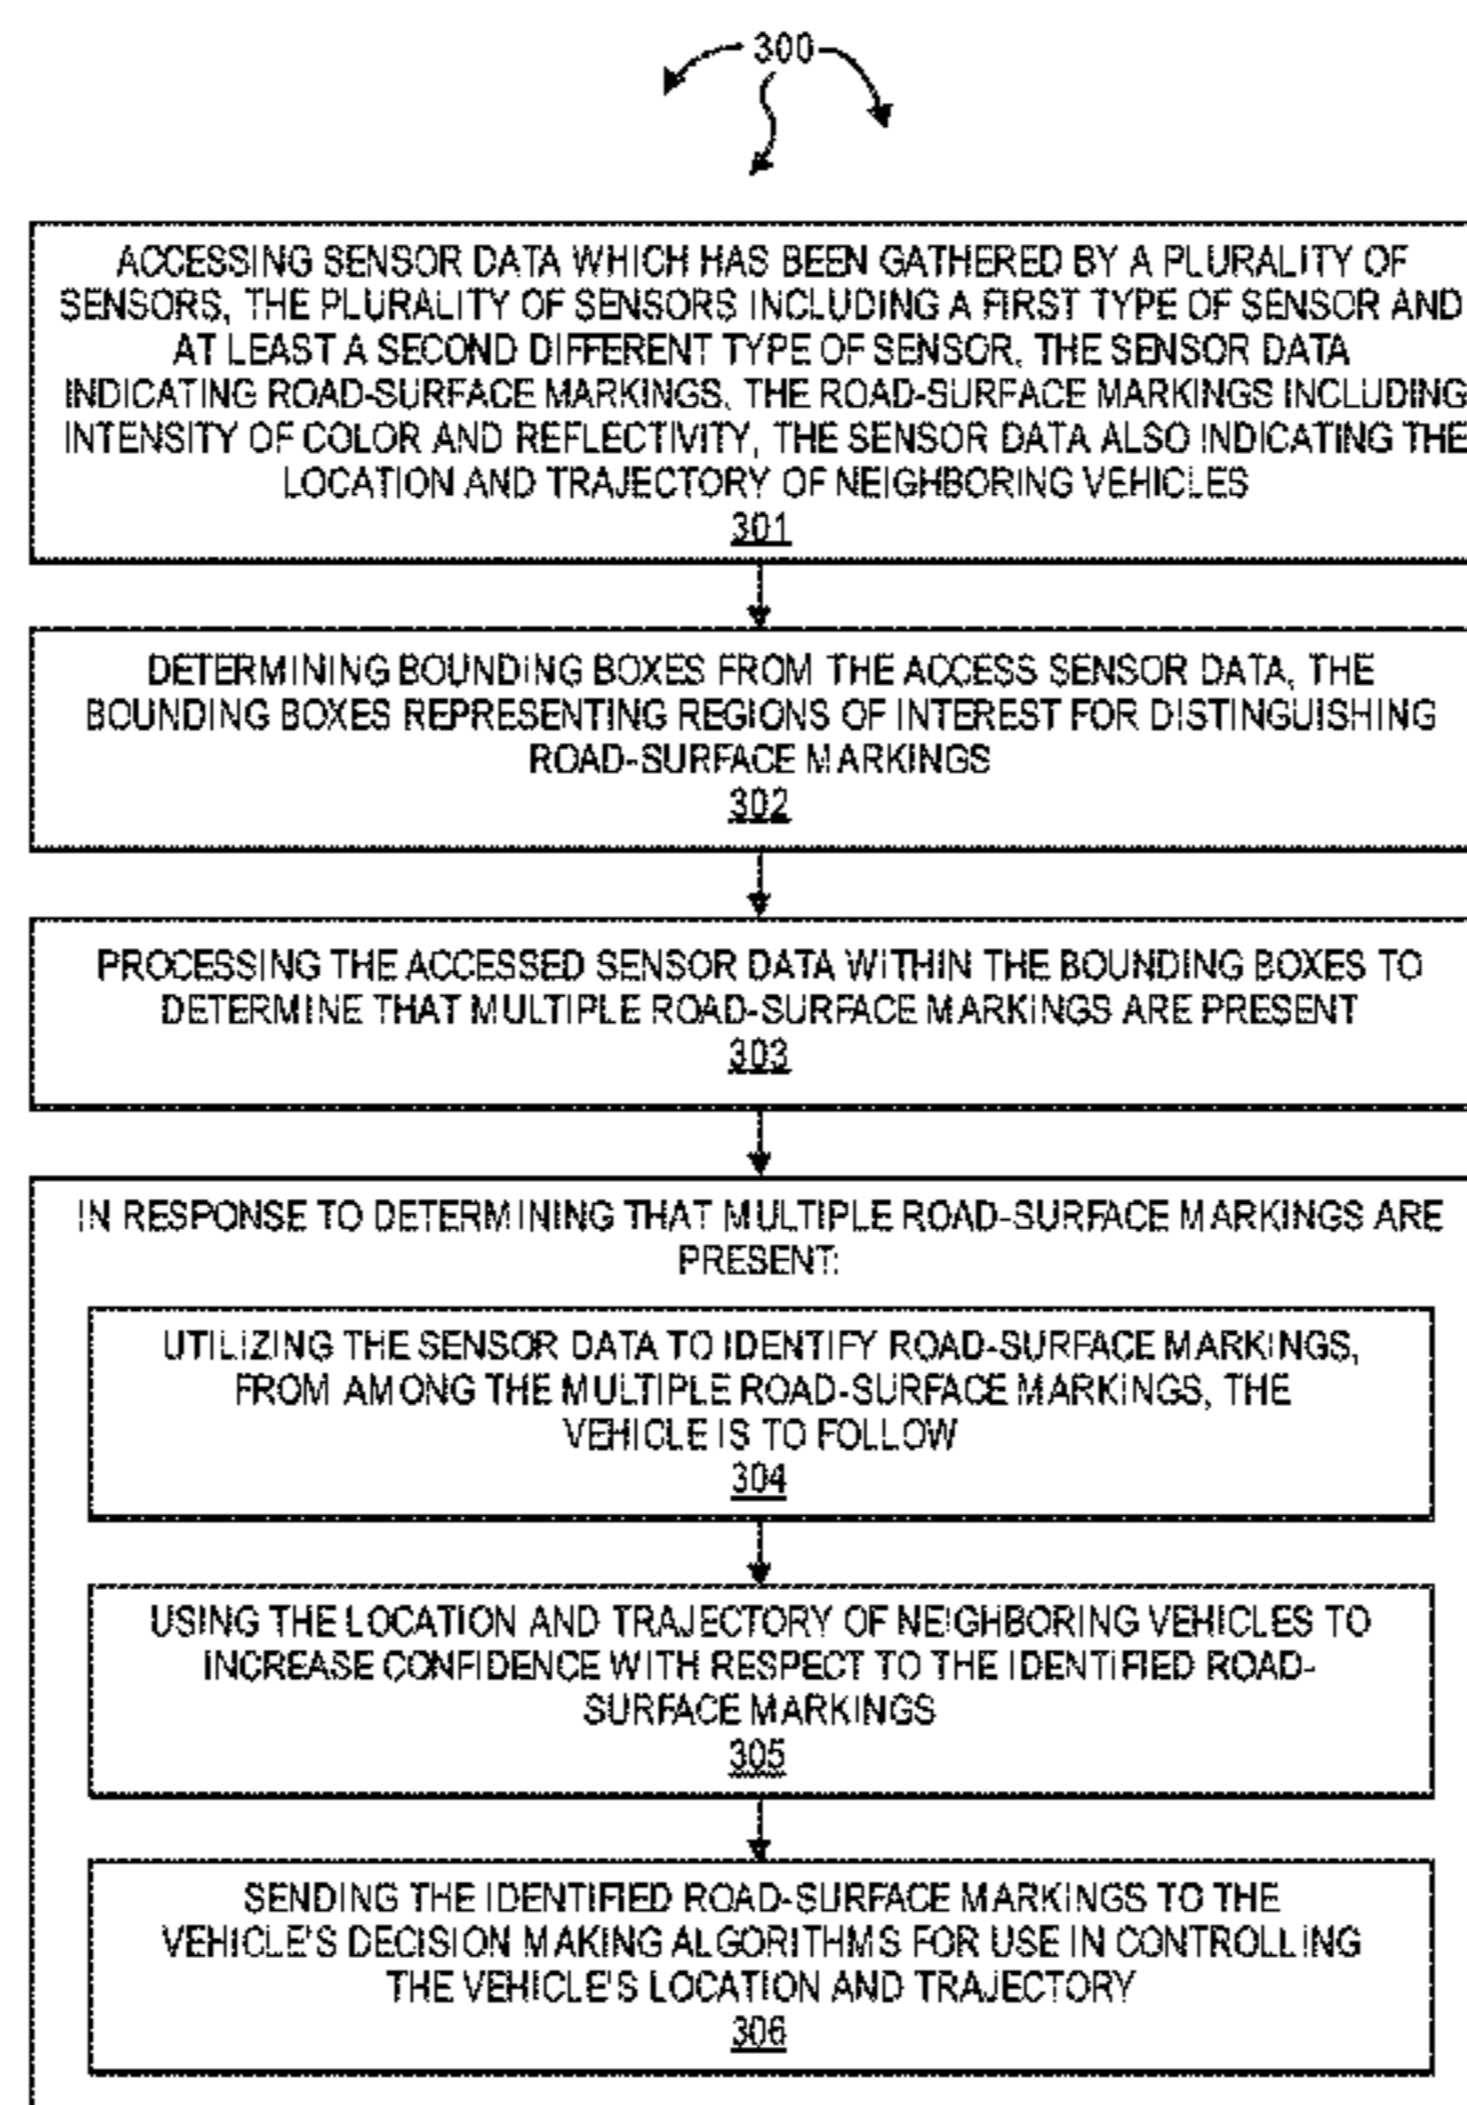 300
ACCESSING SENSOR DATA WHICH HAS BEEN GATHERED BY A PLURALITY OF
SENSORS, THE PLURALITY OF SENSORS INCLUDING A FIRST TYPE OF SENSOR AND
AT LEAST A SECOND DIFFERENT TYPE OF SENSOR, THE SENSOR DATA
INDICATING ROAD-SURFACE MARKINGS, THE ROAD-SURFACE MARKINGS INCLUDING
INTENSITY OF COLOR AND REFLECTIVITY, THE SENSOR DATA ALSO INDICATING THE
LOCATION AND TRAJECTORY OF NEIGHBORING VEHICLES
301
DETERMINING BOUNDING BOXES FROM THE ACCESS SENSOR DATA, THE
BOUNDING BOXES REPRESENTING REGIONS OF INTEREST FOR DISTINGUISHING
ROAD-SURFACE MARKINGS
302
PROCESSING THE ACCESSED SENSOR DATA WITHIN THE BOUNDING BOXES TO
DETERMINE THAT MULTIPLE ROAD-SURFACE MARKINGS ARE PRESENT
303
IN RESPONSE TO DETERMINING THAT MULTIPLE ROAD-SURFACE MARKINGS ARE
PRESENT:
UTILIZING THE SENSOR DATA TO IDENTIFY ROAD-SURFACE MARKINGS,
FROM AMONG THE MULTIPLE ROAD-SURFACE MARKINGS, THE
VEHICLE IS TO FOLLOW
304
USING THE LOCATION AND TRAJECTORY OF NEIGHBORING VEHICLES TO
INCREASE CONFIDENCE WITH RESPECT TO THE IDENTIFIED ROAD-
SURFACE MARKINGS
305
SENDING THE IDENTIFIED ROAD-SURFACE MARKINGS TO THE
VEHICLE'S DECISION MAKING ALGORITHMS FOR USE IN CONTROLLING
THE VEHICLE'S LOCATION AND TRAJECTORY
306